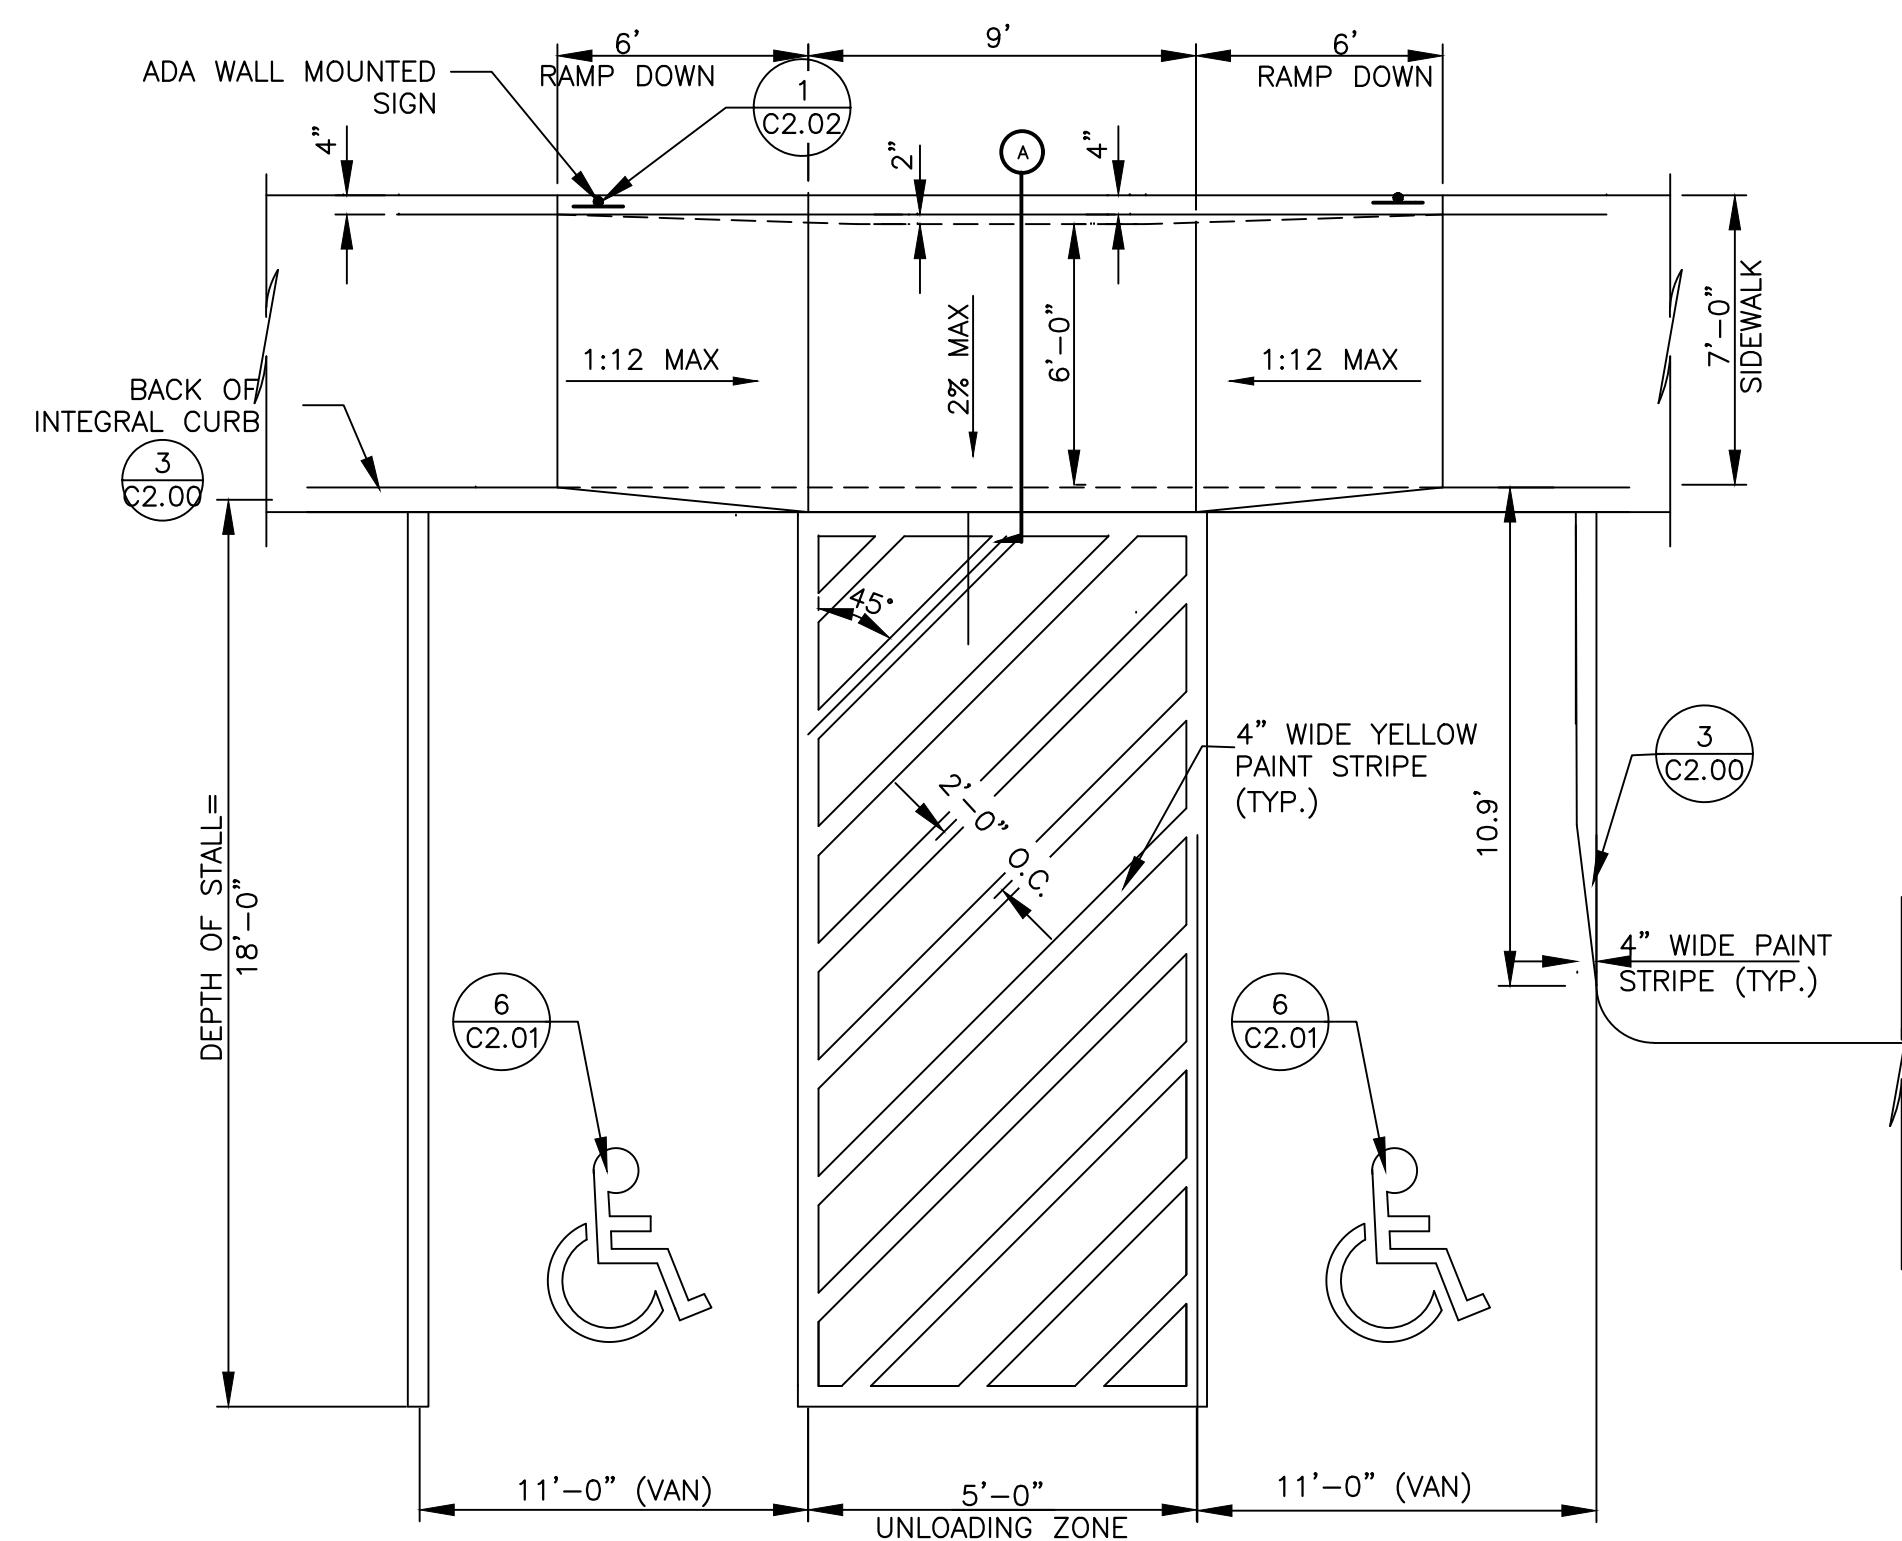 6’
9’
6’
ADA WALL MOUNTED
SIGN
RAMP DOWN
RAMP DOWN
1
C2.02
4”
2”
A
4”
1:12 MAX
2% MAX
6’-0”
1:12 MAX
7’-0”
SIDEWALK
BACK OF
INTEGRAL CURB
3
C2.00
45°
4” WIDE YELLOW
PAINT STRIPE
(TYP.)
3
C2.00
2’-0” O.C.
10.9’
DEPTH OF STALL=
18’-0”
4” WIDE PAINT
STRIPE (TYP.)
6
C2.01
6
C2.01
11’-0” (VAN)
5’-0”
UNLOADING ZONE
11’-0” (VAN)